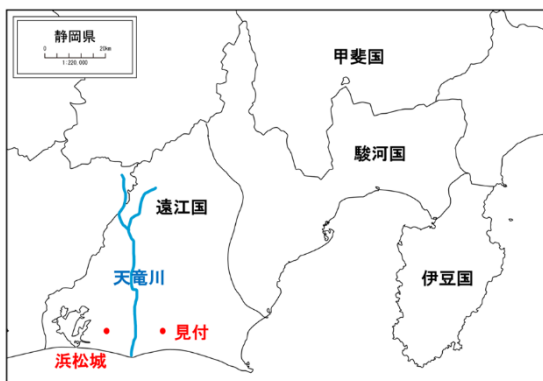 静岡県
0 20km
1:220,000
甲斐国
駿河国
遠江国
天竜川
伊豆国
見付
浜松城